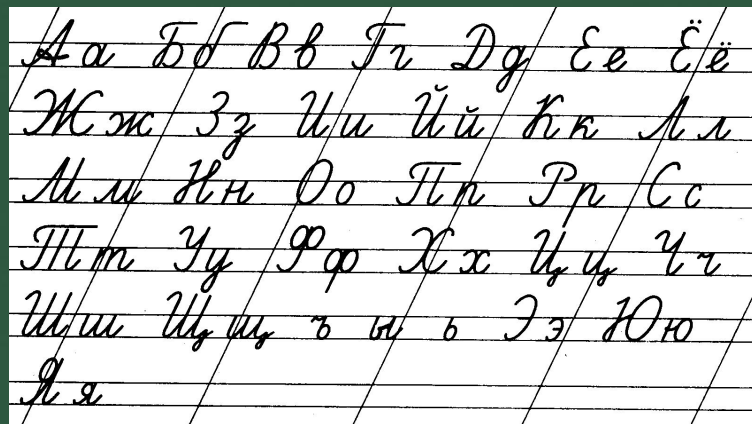 Аа Бб Вв Гг Дд Ее Ёё
Жж Зз Ии Йй Кк Лл
Мм Нн Оо Пп Рр Сс
Тт Уу Фф Хх Цц Чч
Шш Щщ ъ ы ь Ээ Юю
Яя